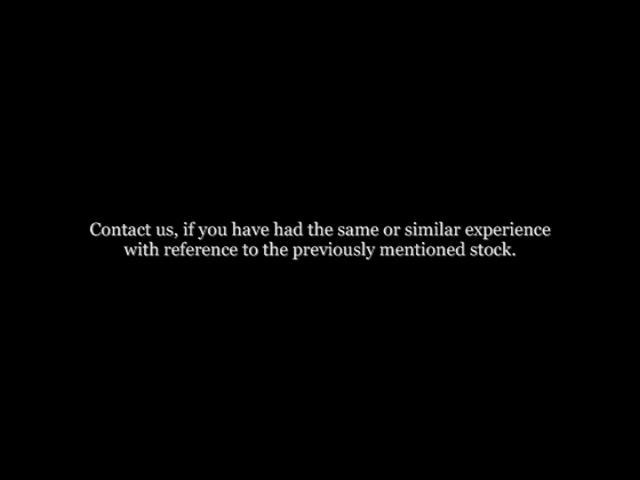 Contact us, if you have had the same or similar experience
with reference to the previously mentioned stock.